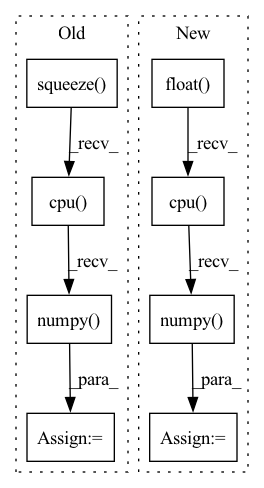 Old New
squeeze() float()
_recv_ _recv_
cpu() cpu()
_recv_ _recv_
numpy() numpy()
_para_ _para_
Assign:= Assign:=